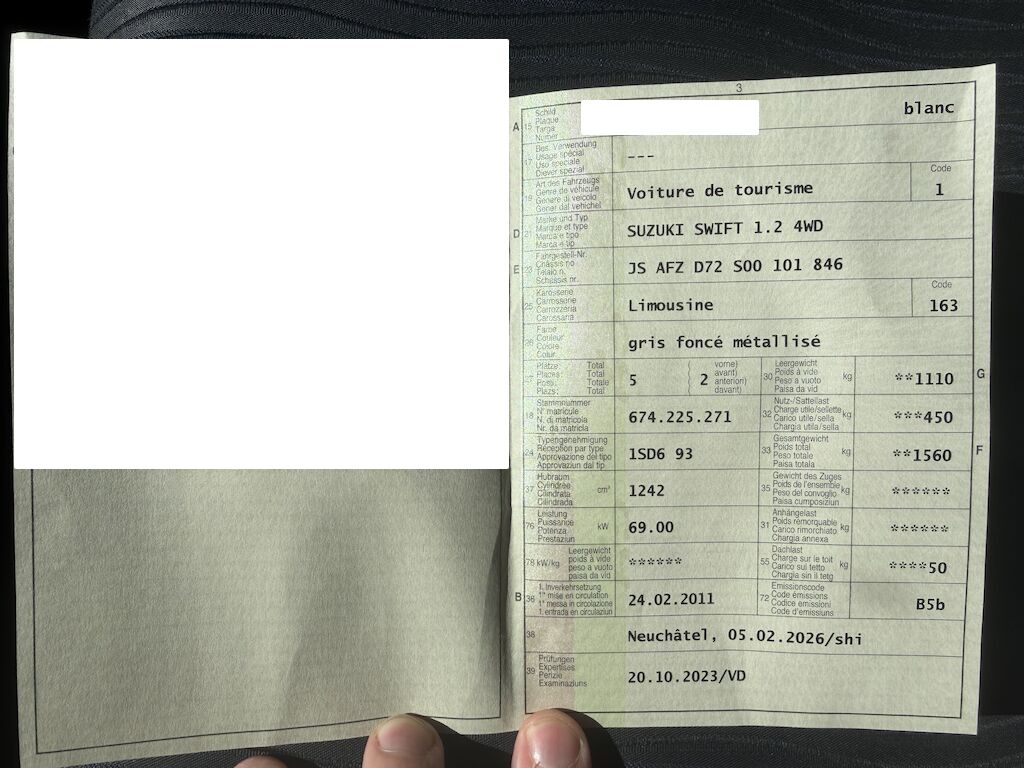 3
A 15 Schild
Plaque
Targa
Numer
blanc
17 Bes. Verwendung
Usage spécial
Uso speciale
Diever spezial
---
19 Art des Fahrzeugs
Genre de véhicule
Genere di veicolo
Gener dal vehichel
Voiture de tourisme
Code
1
D 21 Marke und Typ
Marque et type
Marca e tipo
Marca e tip
SUZUKI SWIFT 1.2 4WD
E 23 Fahrgestell-Nr.
Châssis no
Telaio n.
Schassis nr.
JS AFZ D72 S00 101 846
25 Karosserie
Carrosserie
Carrozzeria
Carossaria
Limousine
Code
163
26 Farbe
Couleur
Colore
Colur
gris foncé métallisé
27 Plätze: Total
Places: Total
Posti: Totale
Plazs: Total
5
( vorne)
2 avant)
( anteriori)
davant)
30 Leergewicht
Poids à vide
Peso a vuoto
Paisa da vid
kg
**1110
G
18 Stammnummer
N° matricule
N. di matricola
Nr. da matricla
674.225.271
32 Nutz-/Sattellast
Charge utile/sellette
Carico utile/sella
Chargia utila/sella
kg
***450
24 Typengenehmigung
Réception par type
Approvazione del tipo
Approvaziun dal tip
1SD6 93
33 Gesamtgewicht
Poids total
Peso totale
Paisa totala
kg
**1560
F
37 Hubraum
Cylindrée
Cilindrata
Cilindrada
cm³
1242
35 Gewicht des Zuges
Poids de l'ensemble
Peso del convoglio
Paisa cumposiziun
kg
******
76 Leistung
Puissance
Potenza
Prestaziun
kW
69.00
31 Anhängelast
Poids remorquable
Carico rimorchiato
Chargia annexa
kg
******
78 kW/kg
Leergewicht
poids à vide
peso a vuoto
paisa da vid
******
55 Dachlast
Charge sur le toit
Carico sul tetto
Chargia sin il tetg
kg
****50
B 36 1. Inverkehrsetzung
1re mise en circulation
1a messa in circolazione
1. entrada en circulaziun
24.02.2011
72 Emissionscode
Code émissions
Codice emissioni
Code d'emissiuns
B5b
38
Neuchâtel, 05.02.2026/shi
39 Prüfungen
Expertises
Perizie
Examinaziuns
20.10.2023/VD